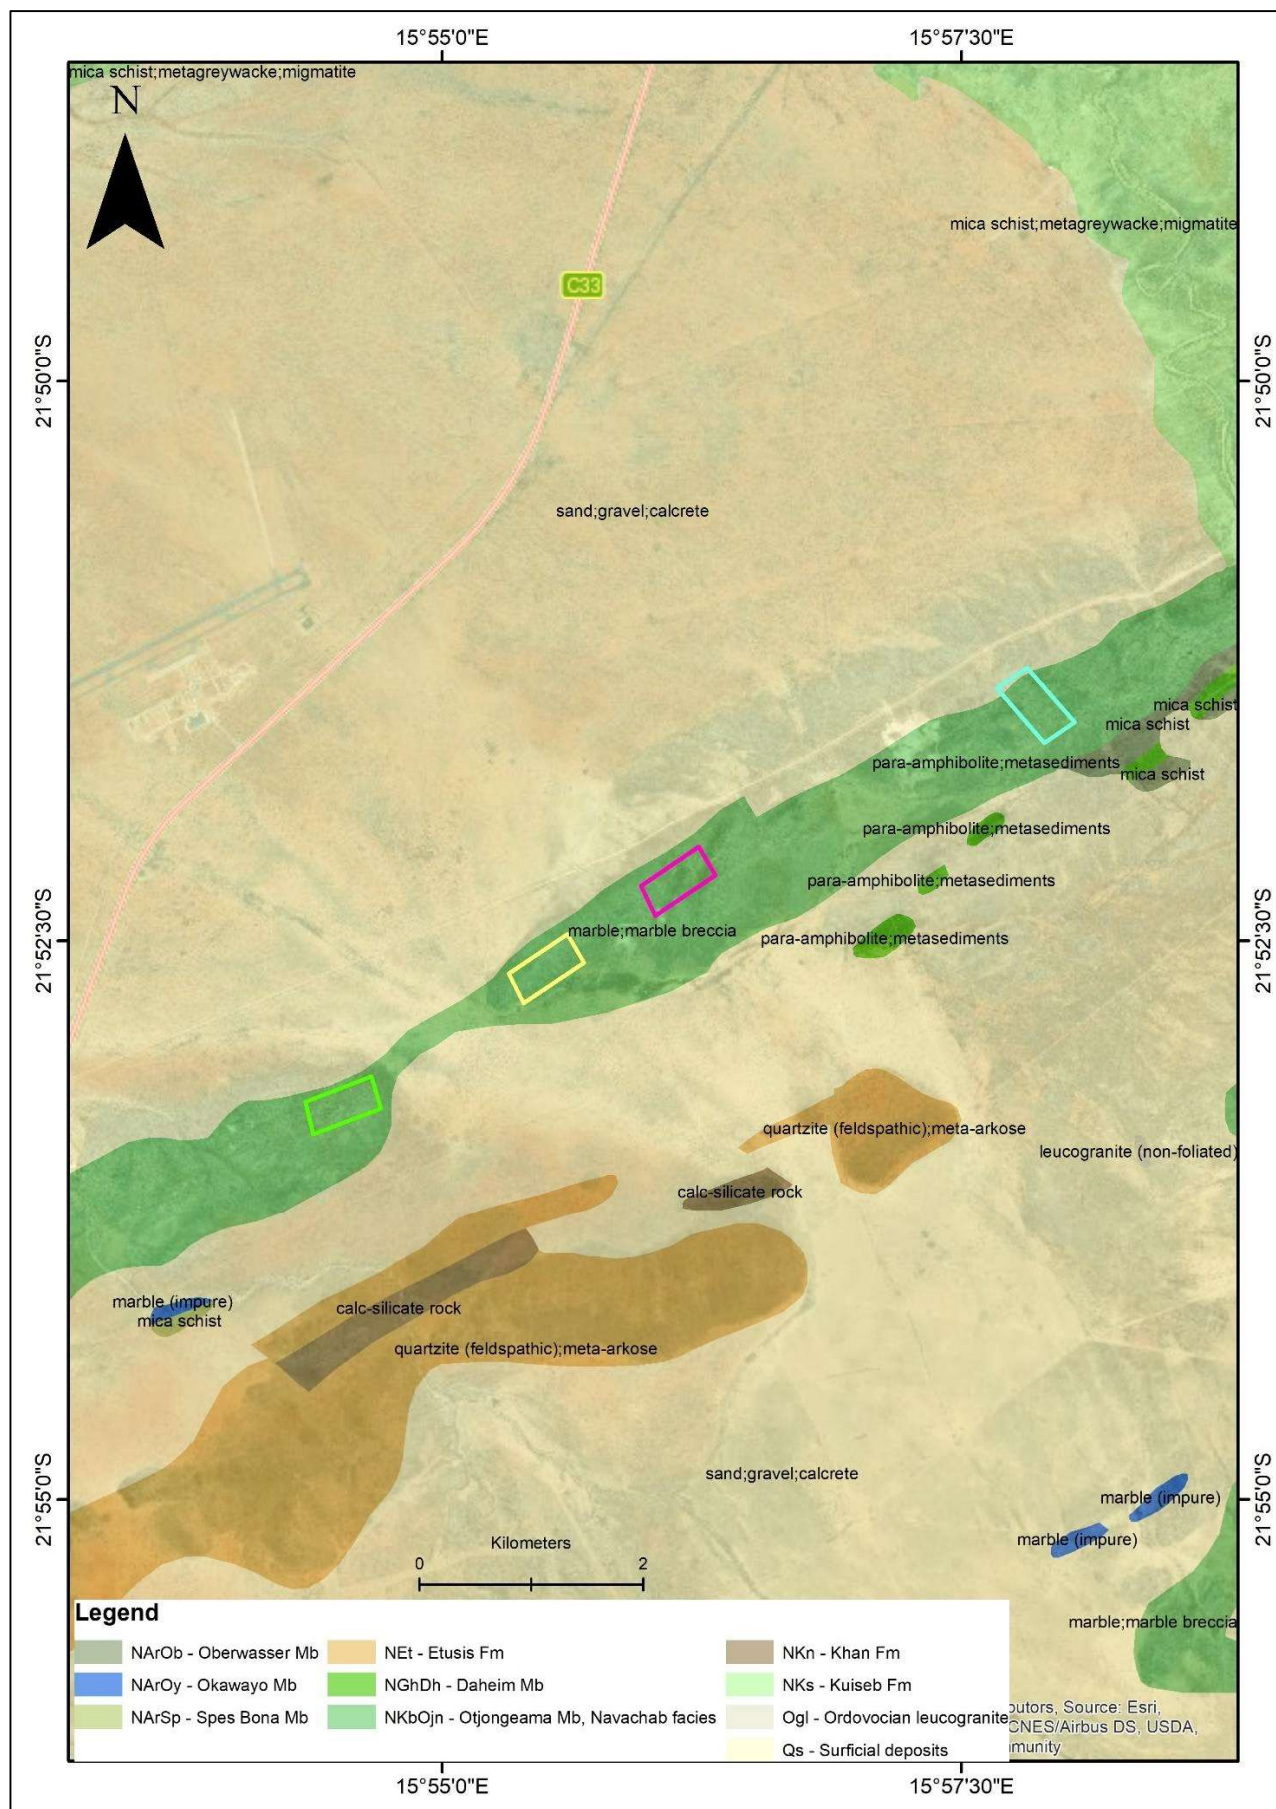 15°55'0"E 15°57'30"E
mica schist;metagreywacke;migmatite
N
mica schist;metagreywacke;migmatite
C33
21°50'0"S 21°50'0"S
sand;gravel;calcrete
mica schist
mica schist
para-amphibolite;metasediments
mica schist
para-amphibolite;metasediments
para-amphibolite;metasediments
marble;marble breccia
para-amphibolite;metasediments
21°52'30"S 21°52'30"S
quartzite (feldspathic);meta-arkose
leucogranite (non-foliated)
calc-silicate rock
marble (impure)
calc-silicate rock
mica schist
quartzite (feldspathic);meta-arkose
sand;gravel;calcrete
21°55'0"S 21°55'0"S
marble (impure)
marble (impure)
Kilometers
0 2
marble;marble breccia
Legend
NArOb - Oberwasser Mb
NArOy - Okawayo Mb
NArSp - Spes Bona Mb
NEt - Etusis Fm
NGhDh - Daheim Mb
NKbOjn - Otjongeama Mb, Navachab facies
NKn - Khan Fm
NKs - Kuiseb Fm
Ogl - Ordovocian leucogranite
Qs - Surficial deposits
Source: Esri,
CNES/Airbus DS, USDA,
15°55'0"E 15°57'30"E